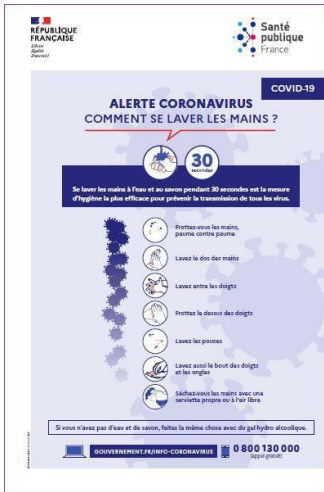 RÉPUBLIQUE
FRANÇAISE
Liberté
Égalité
Fraternité
Santé
publique
France
COVID-19
ALERTE CORONAVIRUS
COMMENT SE LAVER LES MAINS ?
30
secondes
Se laver les mains à l'eau et au savon pendant 30 secondes est la mesure
d'hygiène la plus efficace pour prévenir la transmission de tous les virus.
Frottez-vous les mains,
paume contre paume
Lavez le dos des mains
Lavez entre les doigts
Frottez le dessus des doigts
Lavez les pouces
Lavez aussi le bout des doigts
et les ongles
Séchez-vous les mains avec une
serviette propre ou à l'air libre
Si vous n'avez pas d'eau et de savon, faites la même chose avec du gel hydro alcoolique.
GOUVERNEMENT.FR/INFO-CORONAVIRUS
0 800 130 000
(appel gratuit)